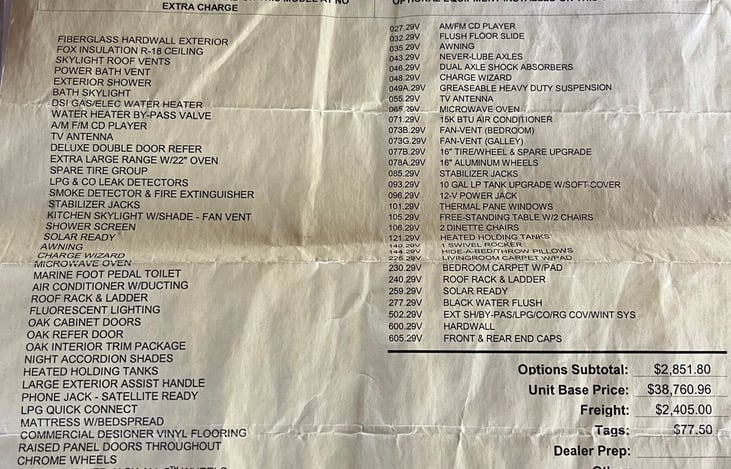 ON THIS MODEL AT NO
EXTRA CHARGE
FIBERGLASS HARDWALL EXTERIOR
FOX INSULATION R-18 CEILING
SKYLIGHT ROOF VENTS
POWER BATH VENT
EXTERIOR SHOWER
BATH SKYLIGHT
DSI GAS/ELEC WATER HEATER
WATER HEATER BY-PASS VALVE
A/M F/M CD PLAYER
TV ANTENNA
DELUXE DOUBLE DOOR REFER
EXTRA LARGE RANGE W/22" OVEN
SPARE TIRE GROUP
LPG & CO LEAK DETECTORS
SMOKE DETECTOR & FIRE EXTINGUISHER
STABILIZER JACKS
KITCHEN SKYLIGHT W/SHADE - FAN VENT
SHOWER SCREEN
SOLAR READY
AWNING
CHARGE WIZARD
MICROWAVE OVEN
MARINE FOOT PEDAL TOILET
AIR CONDITIONER W/DUCTING
ROOF RACK & LADDER
FLUORESCENT LIGHTING
OAK CABINET DOORS
OAK REFER DOOR
OAK INTERIOR TRIM PACKAGE
NIGHT ACCORDION SHADES
HEATED HOLDING TANKS
LARGE EXTERIOR ASSIST HANDLE
PHONE JACK - SATELLITE READY
LPG QUICK CONNECT
MATTRESS W/BEDSPREAD
COMMERCIAL DESIGNER VINYL FLOORING
RAISED PANEL DOORS THROUGHOUT
CHROME WHEELS
OPTIONAL EQUIPMENT INSTALLED ON THIS
027.29V AM/FM CD PLAYER
032.29V FLUSH FLOOR SLIDE
035.29V AWNING
043.29V NEVER-LUBE AXLES
046.29V DUAL AXLE SHOCK ABSORBERS
048.29V CHARGE WIZARD
049A.29V GREASEABLE HEAVY DUTY SUSPENSION
055.29V TV ANTENNA
065.29V MICROWAVE OVEN
071.29V 15K BTU AIR CONDITIONER
073B.29V FAN-VENT (BEDROOM)
073G.29V FAN-VENT (GALLEY)
077B.29V 16" TIRE/WHEEL & SPARE UPGRADE
078A.29V 16" ALUMINUM WHEELS
085.29V STABILIZER JACKS
093.29V 10 GAL LP TANK UPGRADE W/SOFT COVER
096.29V 12-V POWER JACK
101.29V THERMAL PANE WINDOWS
105.29V FREE-STANDING TABLE W/2 CHAIRS
106.29V 2 DINETTE CHAIRS
121.29V HEATED HOLDING TANKS
1 SWIVEL ROCKER
HIDE-A-BED/THROW PILLOWS
LIVINGROOM CARPET W/PAD
230.29V BEDROOM CARPET W/PAD
240.29V ROOF RACK & LADDER
259.29V SOLAR READY
277.29V BLACK WATER FLUSH
502.29V EXT SH/BY-PAS/LPG/CO/RG COV/WNT SYS
600.29V HARDWALL
605.29V FRONT & REAR END CAPS
Options Subtotal: $2,851.80
Unit Base Price: $38,760.96
Freight: $2,405.00
Tags: $77.50
Dealer Prep: